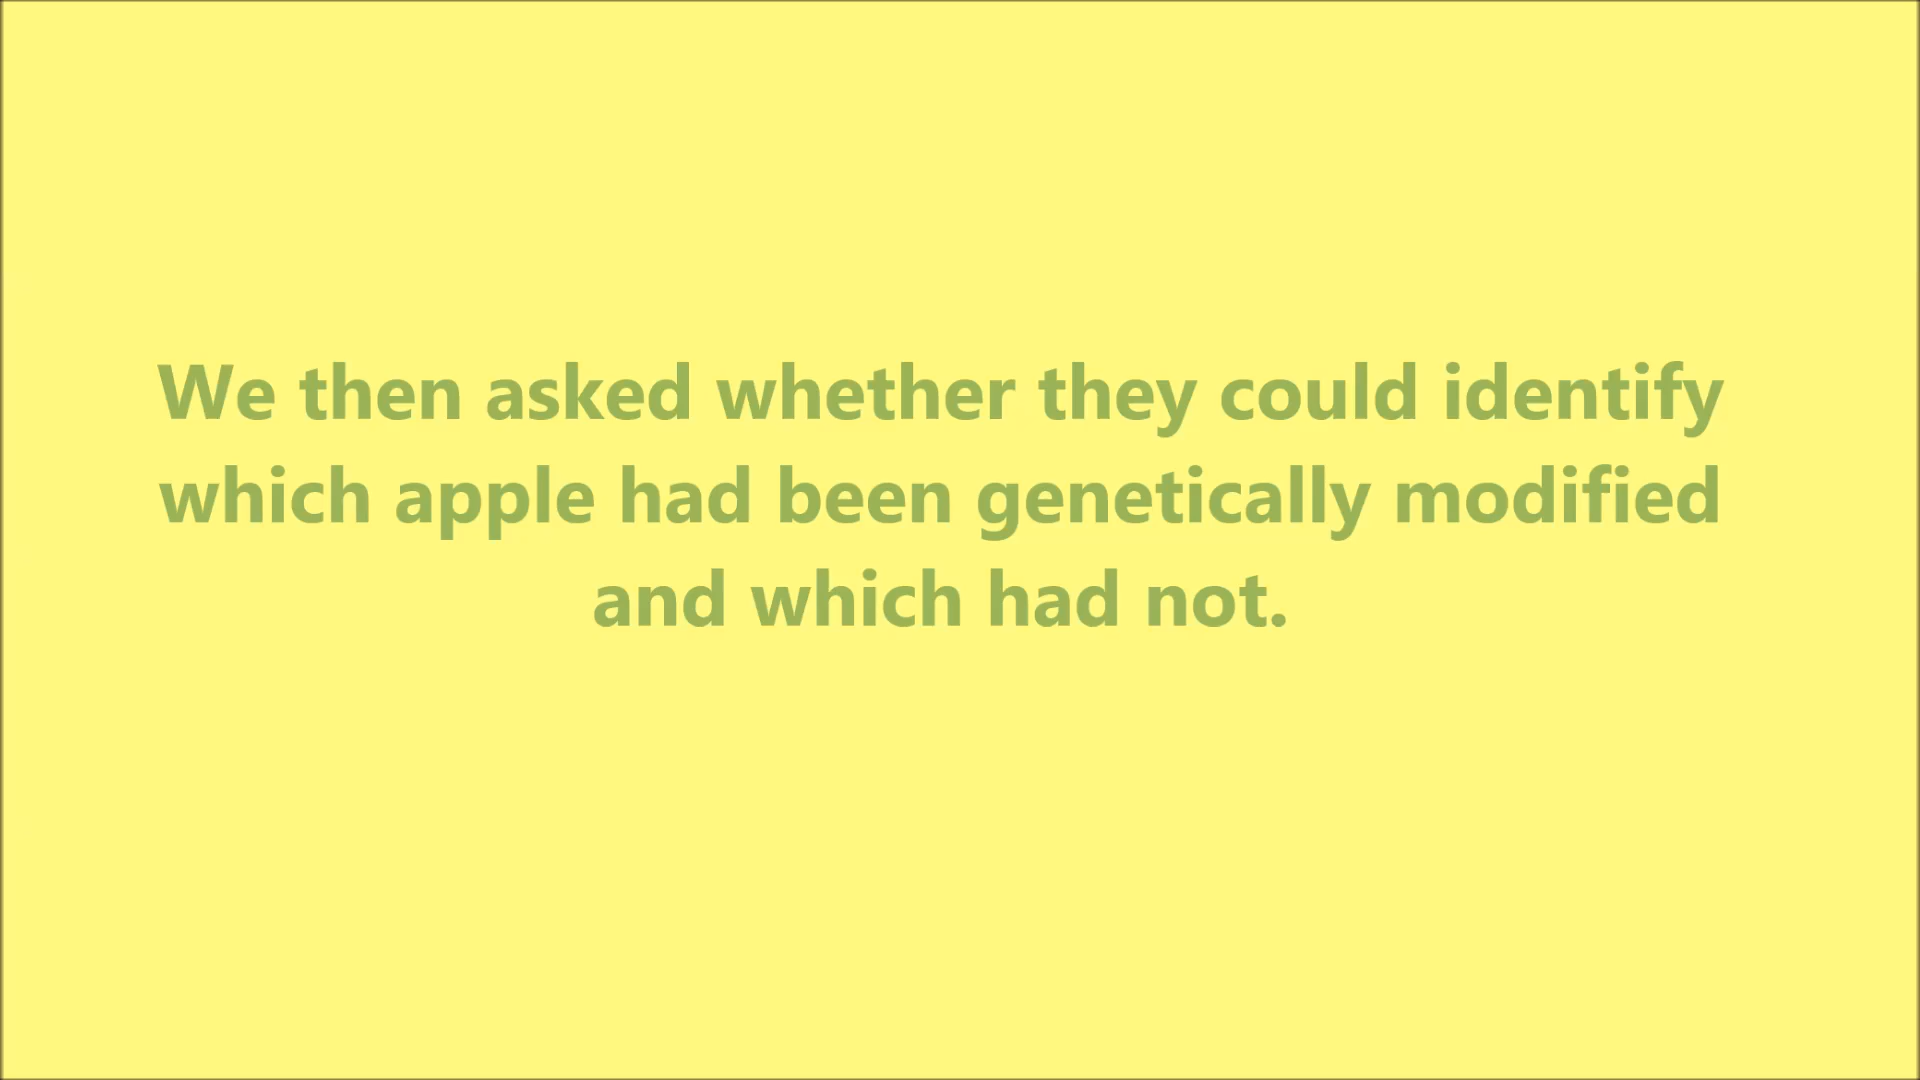 We then asked whether they could identify
which apple had been genetically modified
and which had not.